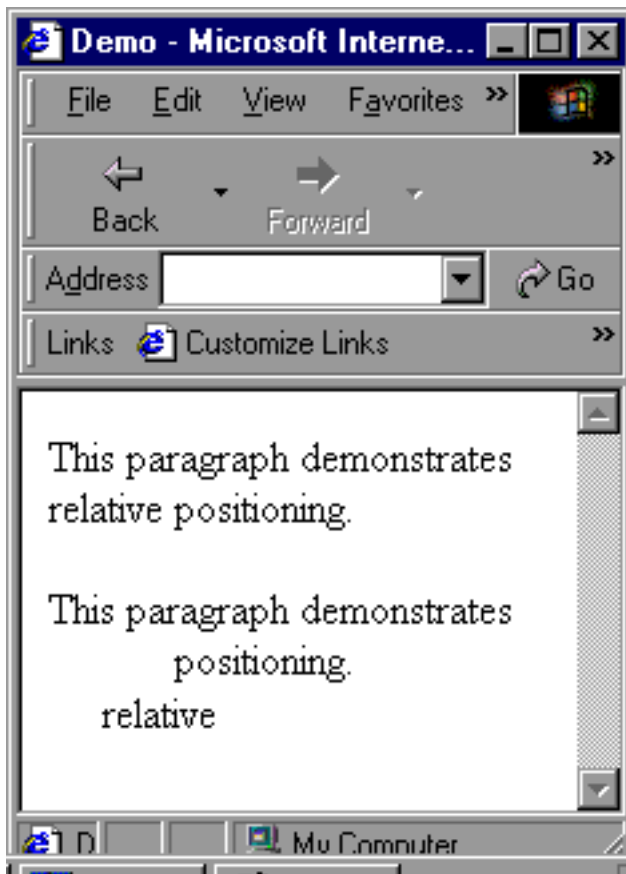 Demo - Microsoft Interne...
File Edit View Favorites »
Back Forward »
Address Go
Links Customize Links »
This paragraph demonstrates
relative positioning.
This paragraph demonstrates
positioning.
relative
D My Computer